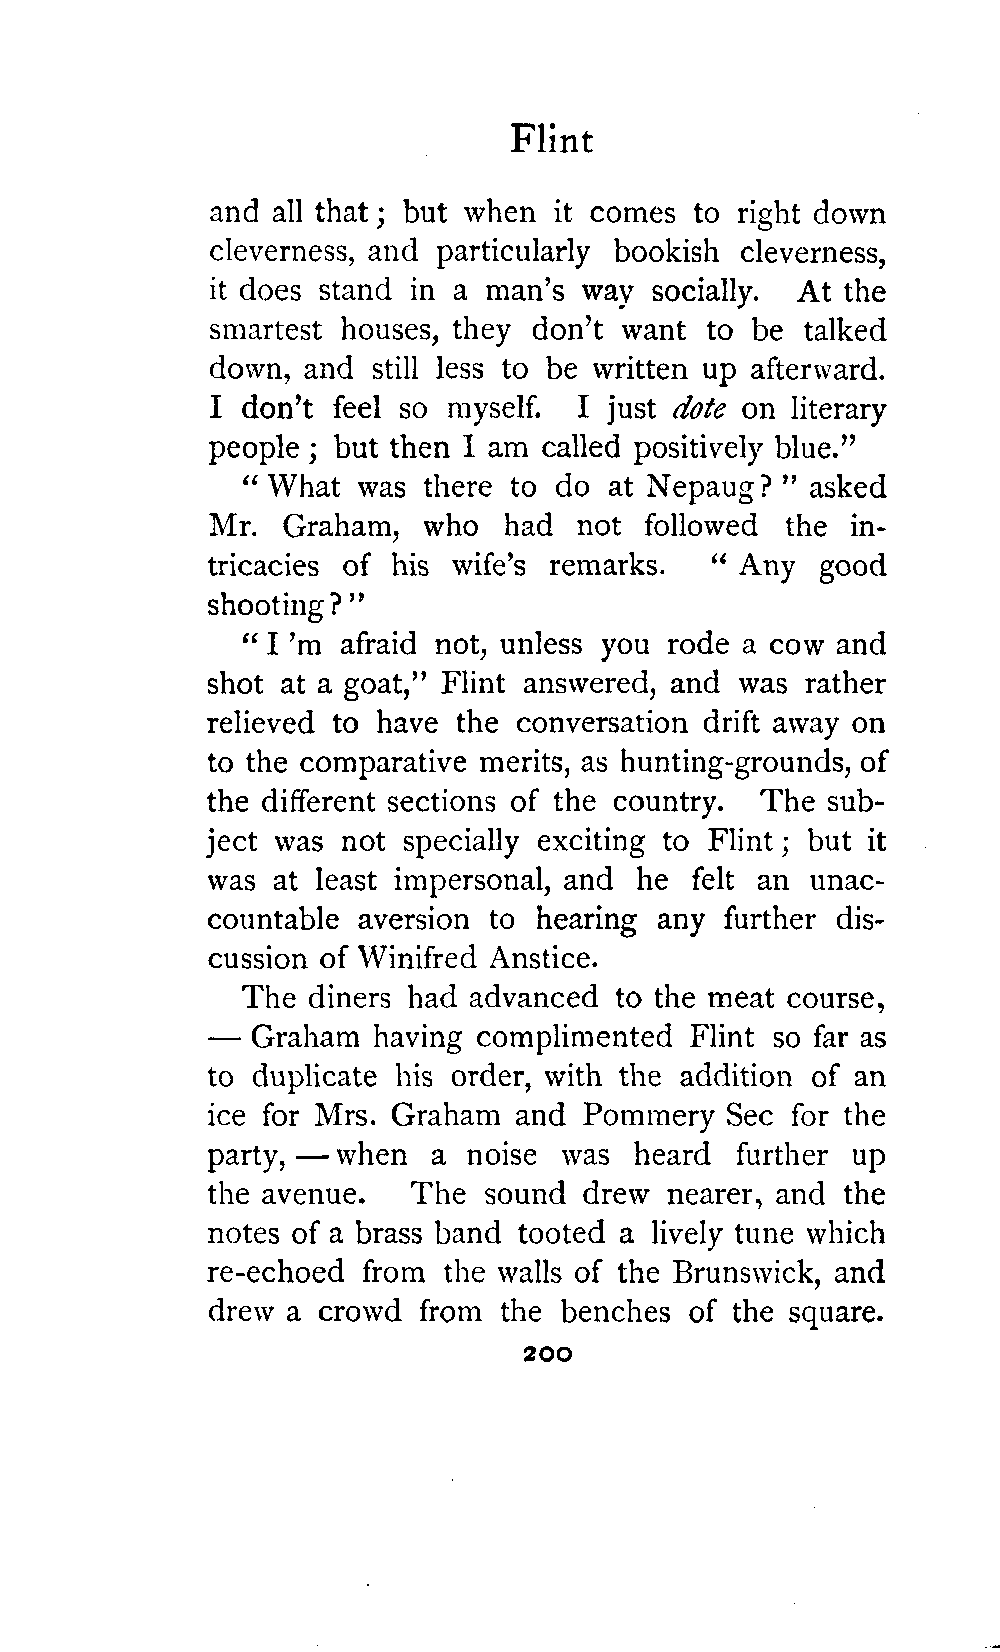 Flint
and all that; but when it comes to right down
cleverness, and particularly bookish cleverness,
it does stand in a man's way socially. At the
smartest houses, they don't want to be talked
down, and still less to be written up afterward.
I don't feel so myself. I just dote on literary
people; but then I am called positively blue."
"What was there to do at Nepaug?" asked
Mr. Graham, who had not followed the in-
tricacies of his wife's remarks. "Any good
shooting?"
"I'm afraid not, unless you rode a cow and
shot at a goat," Flint answered, and was rather
relieved to have the conversation drift away on
to the comparative merits, as hunting-grounds, of
the different sections of the country. The sub-
ject was not specially exciting to Flint; but it
was at least impersonal, and he felt an unac-
countable aversion to hearing any further dis-
cussion of Winifred Anstice.
The diners had advanced to the meat course,
— Graham having complimented Flint so far as
to duplicate his order, with the addition of an
ice for Mrs. Graham and Pommery Sec for the
party, — when a noise was heard further up
the avenue. The sound drew nearer, and the
notes of a brass band tooted a lively tune which
re-echoed from the walls of the Brunswick, and
drew a crowd from the benches of the square.
200